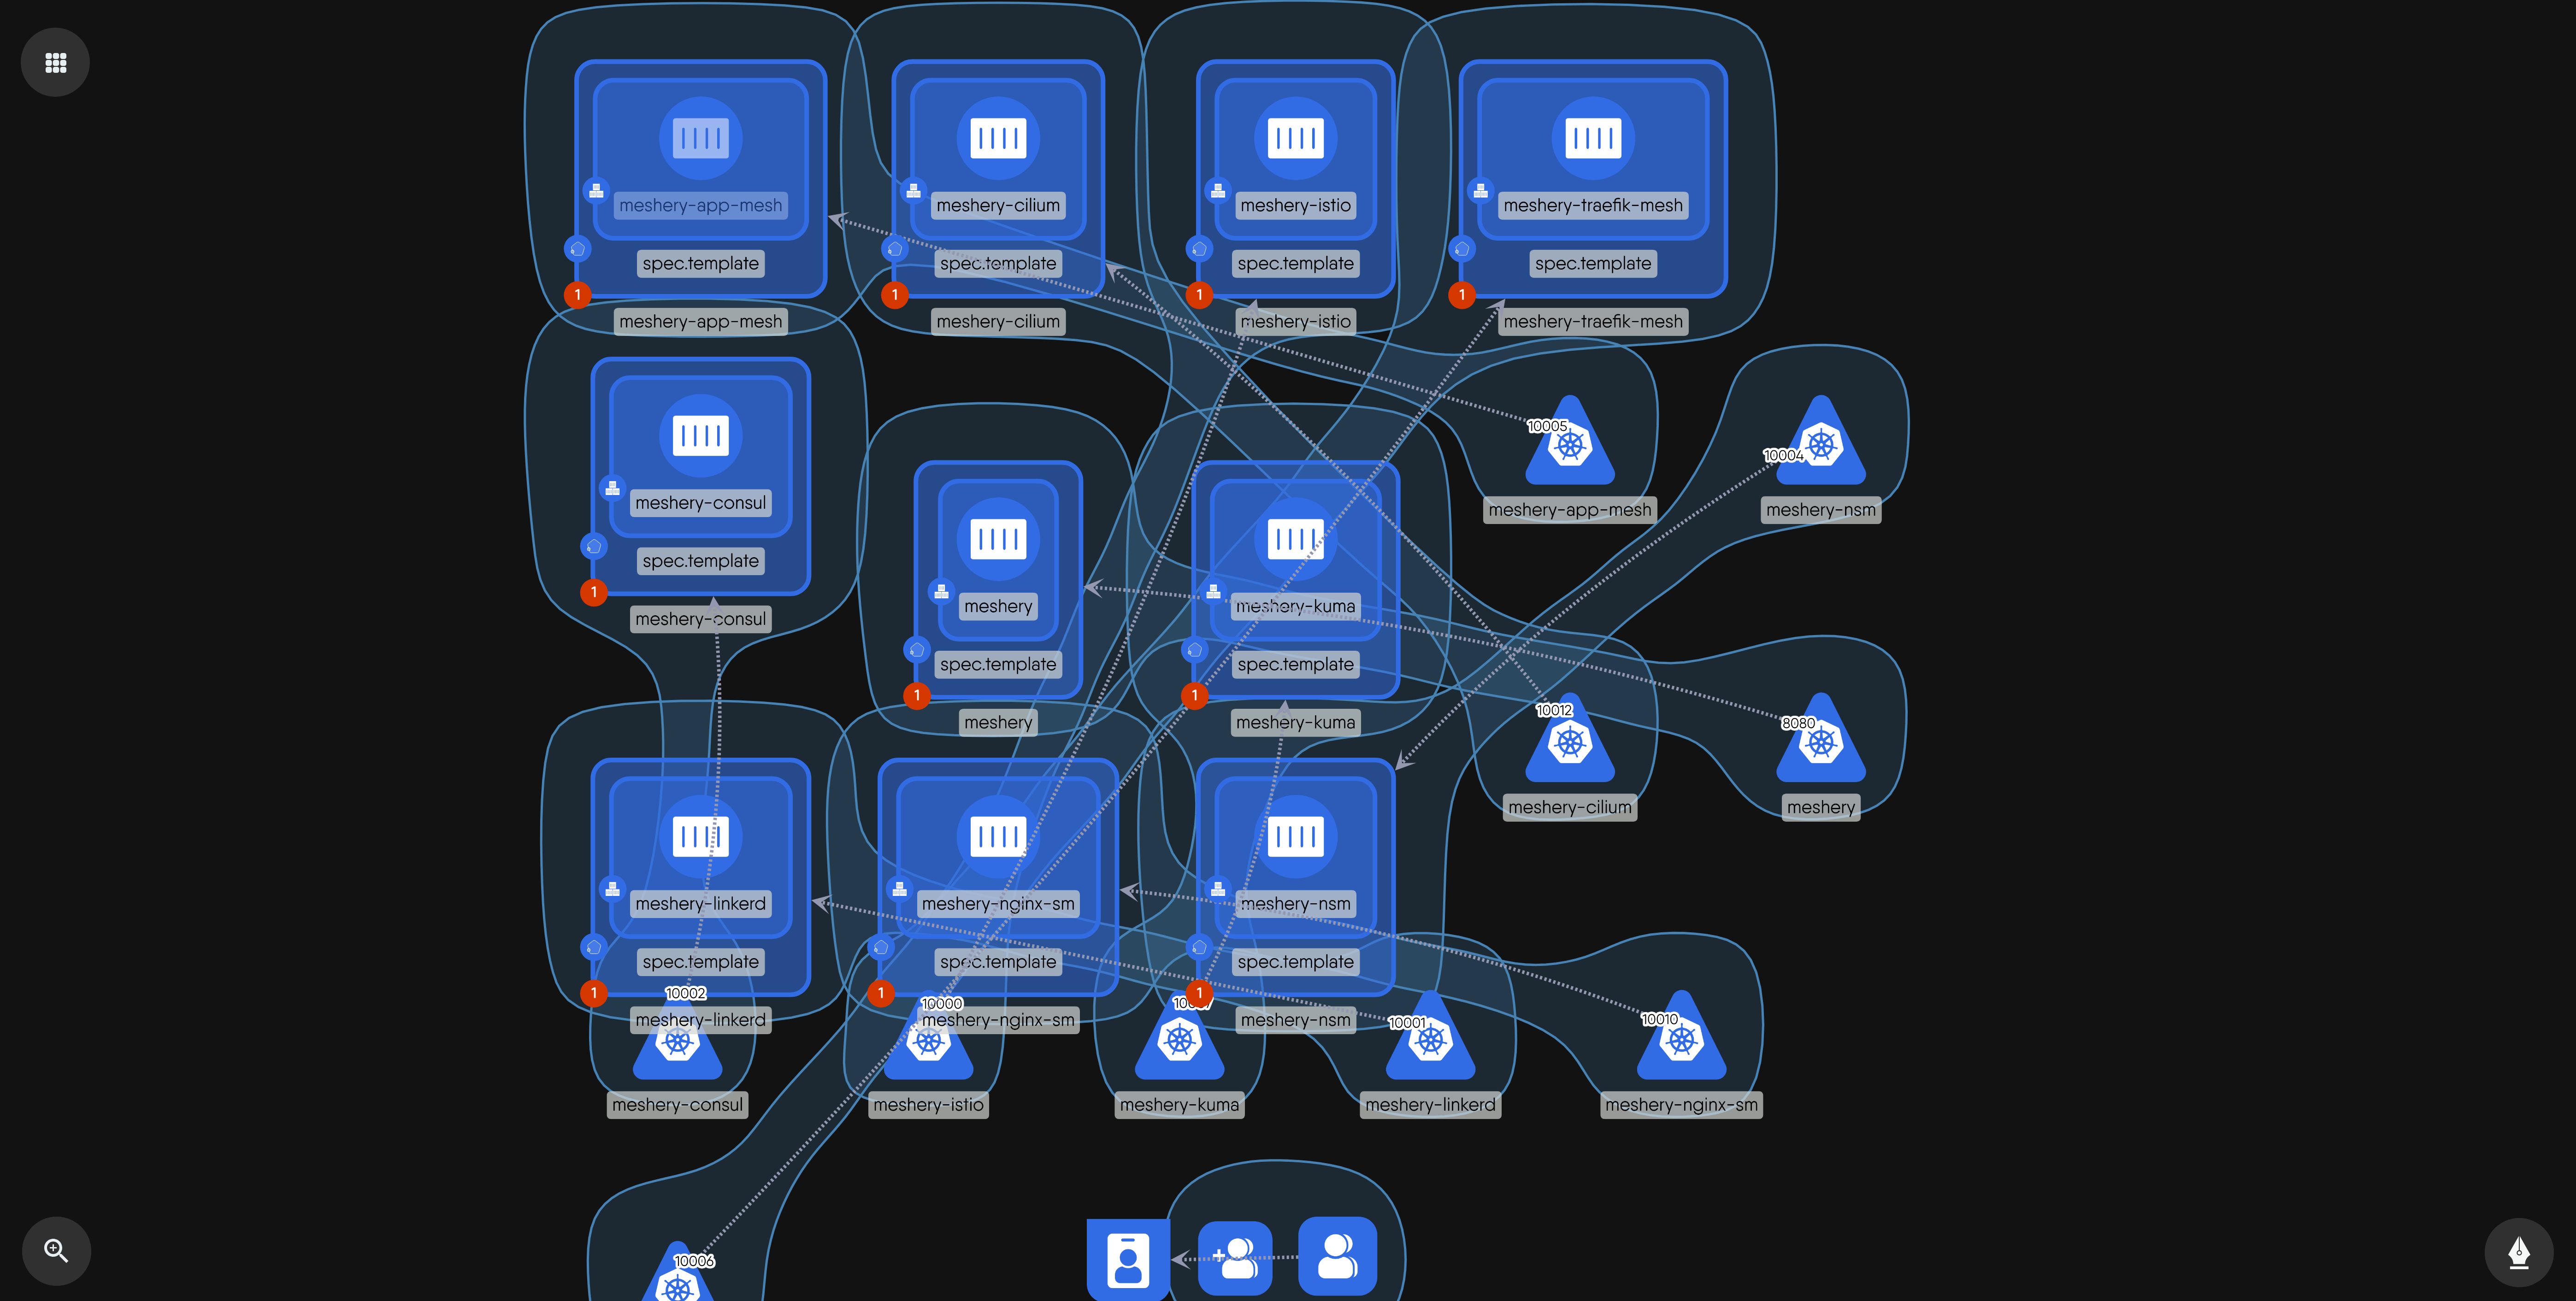 meshery-app-mesh
spec.template
1
meshery-app-mesh
meshery-cilium
spec.template
1
meshery-cilium
meshery-istio
spec.template
1
meshery-istio
meshery-traefik-mesh
spec.template
1
meshery-traefik-mesh
meshery-consul
spec.template
1
meshery-consul
meshery
spec.template
1
meshery
meshery-kuma
spec.template
1
meshery-kuma
10005
meshery-app-mesh
10004
meshery-nsm
10012
meshery-cilium
8080
meshery
meshery-linkerd
spec.template
1
meshery-linkerd
meshery-nginx-sm
spec.template
1
meshery-nginx-sm
meshery-nsm
spec.template
1
meshery-nsm
10002
meshery-consul
10000
meshery-istio
meshery-kuma
10001
meshery-linkerd
10010
meshery-nginx-sm
10006